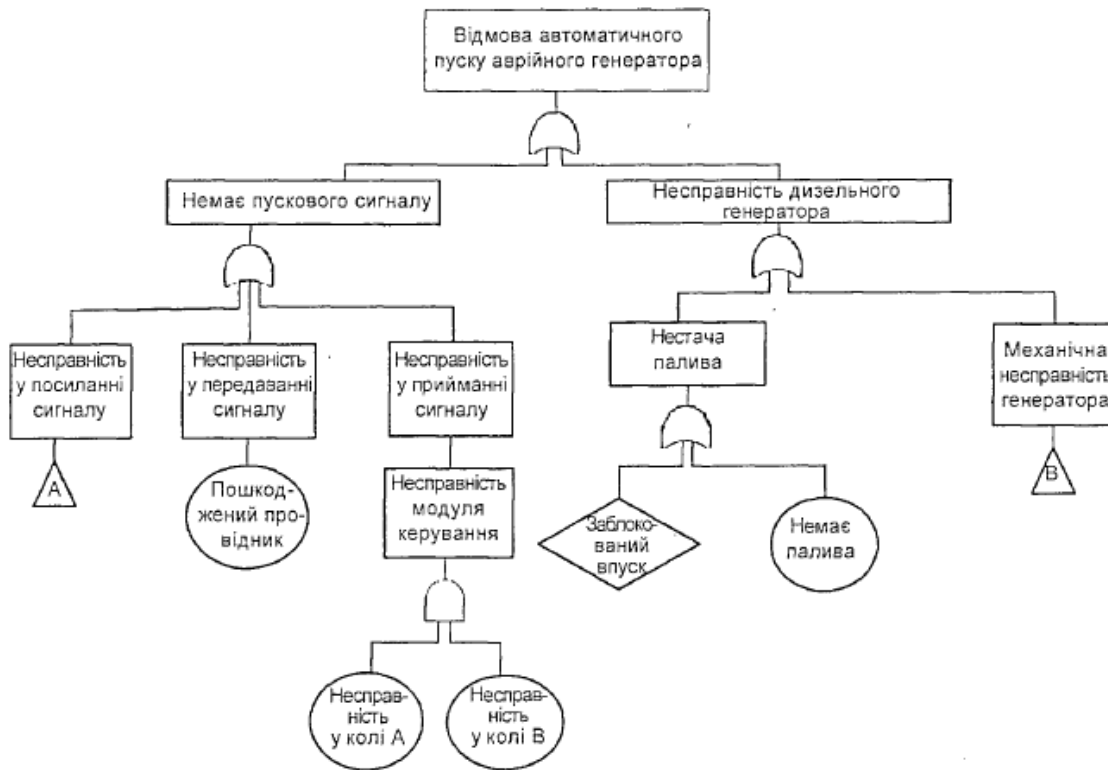 Відмова автоматичного
пуску аврійного генератора
Немає пускового сигналу
Несправність дизельного
генератора
Несправність
у посиланні
сигналу
Несправність
у передаванні
сигналу
Несправність
у прийманні
сигналу
Нестача
палива
Механічна
несправність
генератора
A
Пошкод-
жений про-
відник
Несправність
модуля
керування
Заблоко-
ваний
впуск
Немає
палива
B
Несправ-
ність
у колі A
Несправ-
ність
у колі B